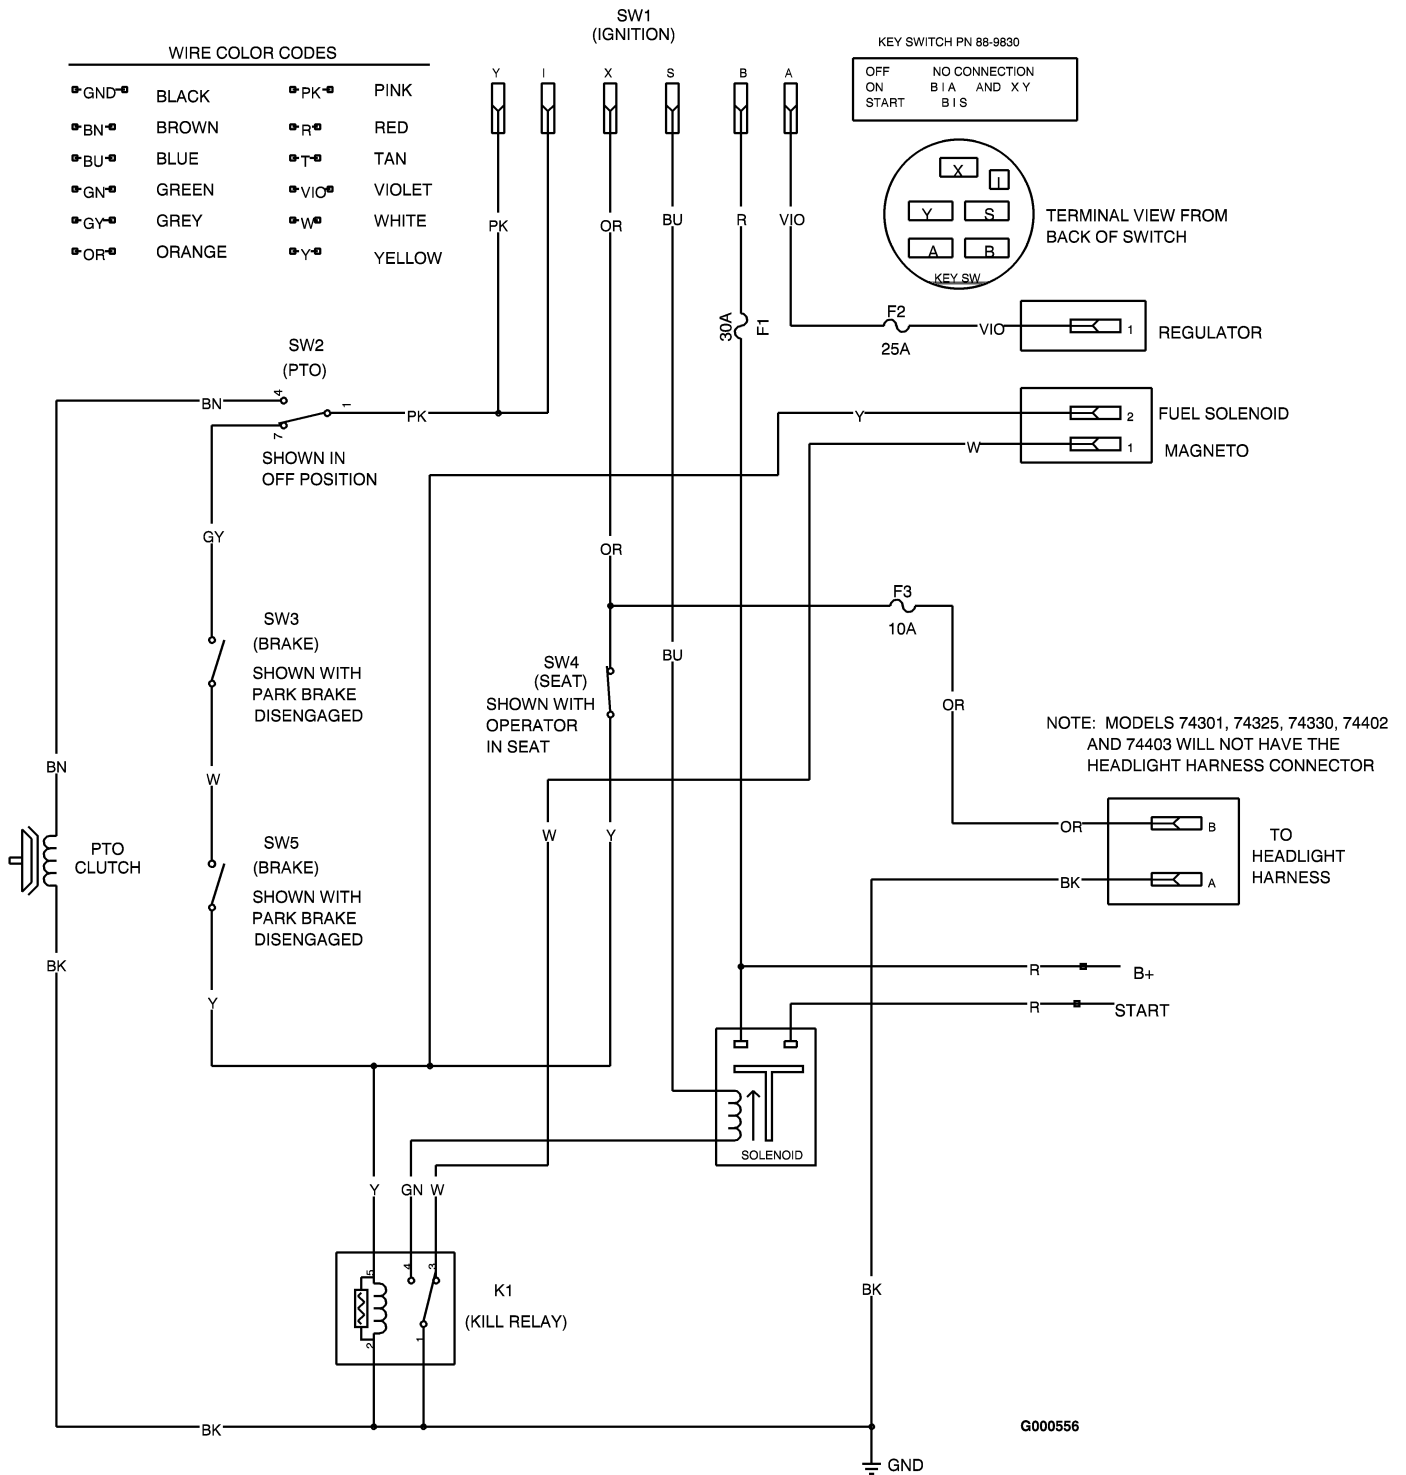 SW1
(IGNITION)
WIRE COLOR CODES
GND BLACK
PK PINK
BN BROWN
R RED
BU BLUE
T TAN
GN GREEN
VIO VIOLET
GY GREY
W WHITE
OR ORANGE
Y YELLOW
Y I X S B A
KEY SWITCH PN 88-9830
OFF NO CONNECTION
ON B I A AND X Y
START B I S
X
I
Y S
A B
KEY SW
TERMINAL VIEW FROM
BACK OF SWITCH
PK
OR
BU
R
VIO
30A
F1
F2
25A
VIO
1
REGULATOR
SW2
(PTO)
4
1
7
BN
PK
SHOWN IN
OFF POSITION
Y
2
FUEL SOLENOID
W
1
MAGNETO
GY
OR
F3
10A
SW3
(BRAKE)
SHOWN WITH
PARK BRAKE
DISENGAGED
SW4
(SEAT)
SHOWN WITH
OPERATOR
IN SEAT
BU
OR
NOTE: MODELS 74301, 74325, 74330, 74402
AND 74403 WILL NOT HAVE THE
HEADLIGHT HARNESS CONNECTOR
BN
W
W
Y
OR
B
BK
A
TO
HEADLIGHT
HARNESS
PTO
CLUTCH
SW5
(BRAKE)
SHOWN WITH
PARK BRAKE
DISENGAGED
BK
Y
R
B+
R
START
SOLENOID
Y
GN
W
5
4
3
2
1
K1
(KILL RELAY)
BK
BK
G000556
GND